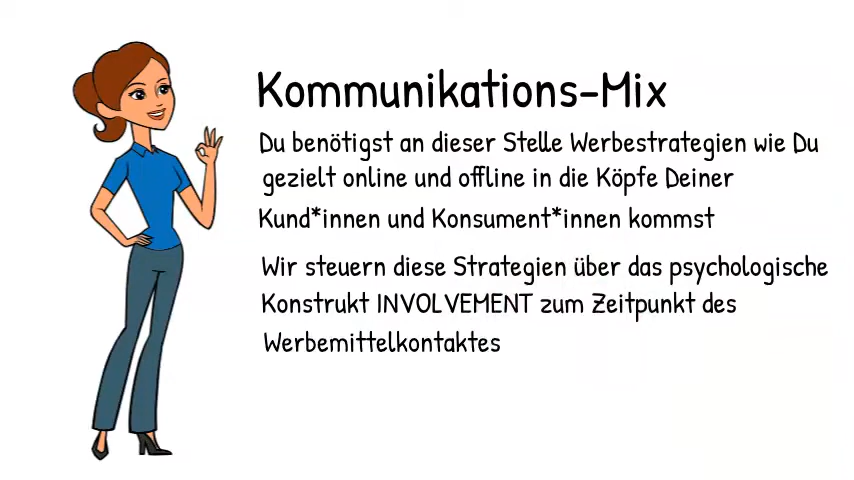 Kommunikations-Mix
Du benötigst an dieser Stelle Werbestrategien wie Du
gezielt online und offline in die Köpfe Deiner
Kund*innen und Konsument*innen kommst
Wir steuern diese Strategien über das psychologische
Konstrukt INVOLVEMENT zum Zeitpunkt des
Werbemittelkontaktes